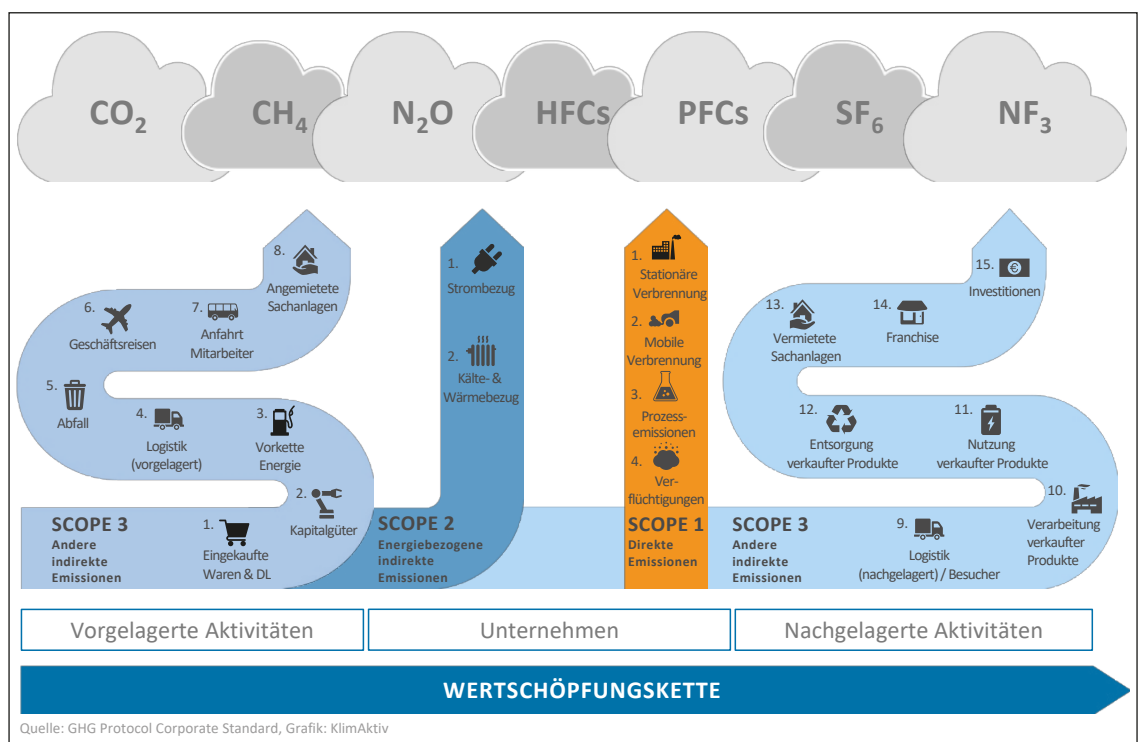 CO₂
CH₄
N₂O
HFCs
PFCs
SF₆
NF₃
8.
Angemietete
Sachanlagen
7.
Anfahrt
Mitarbeiter
6.
Geschäftsreisen
5.
Abfall
4.
Logistik
(vorgelagert)
3.
Vorkette
Energie
2.
Kapitalgüter
1.
Eingekaufte
Waren & DL
SCOPE 3
Andere
indirekte
Emissionen
1.
Strombezug
2.
Kälte- &
Wärmebezug
SCOPE 2
Energiebezogene
indirekte
Emissionen
1.
Stationäre
Verbrennung
2.
Mobile
Verbrennung
3.
Prozess-
emissionen
4.
Ver-
flüchtigungen
SCOPE 1
Direkte
Emissionen
15.
Investitionen
14.
Franchise
13.
Vermietete
Sachanlagen
12.
Entsorgung
verkaufter Produkte
11.
Nutzung
verkaufter Produkte
10.
Verarbeitung
verkaufter
Produkte
9.
Logistik
(nachgelagert) / Besucher
SCOPE 3
Andere
indirekte
Emissionen
Vorgelagerte Aktivitäten
Unternehmen
Nachgelagerte Aktivitäten
WERTSCHÖPFUNGSKETTE
Quelle: GHG Protocol Corporate Standard, Grafik: KlimAktiv